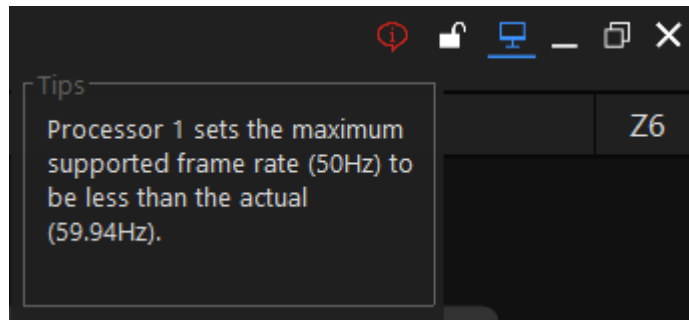 Tips
Processor 1 sets the maximum
supported frame rate (50Hz) to
be less than the actual
(59.94Hz).
Z6